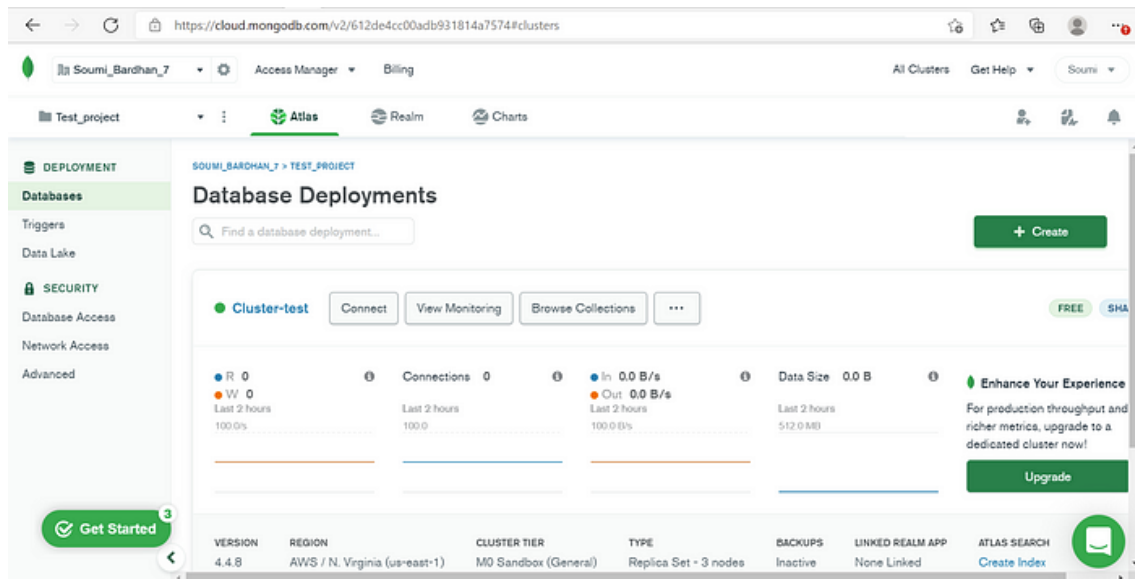 https://cloud.mongodb.com/v2/612de4cc00adb931814a7574#clusters
Soumi_Bardhan_7 Access Manager Billing All Clusters Get Help Soumi
Test_project Atlas Realm Charts
DEPLOYMENT
Databases
Triggers
Data Lake
SECURITY
Database Access
Network Access
Advanced
Get Started 3
SOUMI_BARDHAN_7 > TEST_PROJECT
Database Deployments
Find a database deployment...
+ Create
Cluster-test Connect View Monitoring Browse Collections ... FREE SHA
R 0
W 0
Last 2 hours
100.0/s
Connections 0
Last 2 hours
100.0
In 0.0 B/s
Out 0.0 B/s
Last 2 hours
100.0 B/s
Data Size 0.0 B
Last 2 hours
512.0 MB
Enhance Your Experience
For production throughput and
richer metrics, upgrade to a
dedicated cluster now!
Upgrade
VERSION REGION CLUSTER TIER TYPE BACKUPS LINKED REALM APP ATLAS SEARCH
4.4.8 AWS / N. Virginia (us-east-1) M0 Sandbox (General) Replica Set - 3 nodes Inactive None Linked Create Index